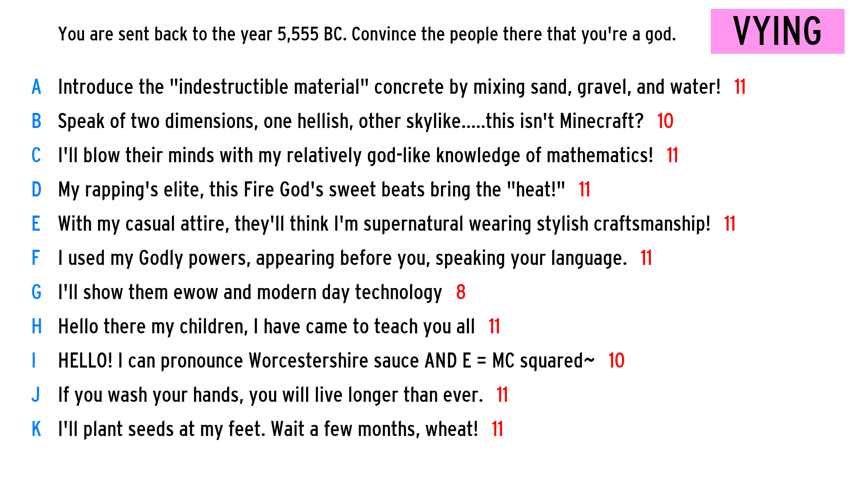 You are sent back to the year 5,555 BC. Convince the people there that you're a god.
VYING
A Introduce the "indestructible material" concrete by mixing sand, gravel, and water! 11
B Speak of two dimensions, one hellish, other skylike.....this isn't Minecraft? 10
C I'll blow their minds with my relatively god-like knowledge of mathematics! 11
D My rapping's elite, this Fire God's sweet beats bring the "heat!" 11
E With my casual attire, they'll think I'm supernatural wearing stylish craftsmanship! 11
F I used my Godly powers, appearing before you, speaking your language. 11
G I'll show them ewow and modern day technology 8
H Hello there my children, I have came to teach you all 11
I HELLO! I can pronounce Worcestershire sauce AND E = MC squared~ 10
J If you wash your hands, you will live longer than ever. 11
K I'll plant seeds at my feet. Wait a few months, wheat! 11